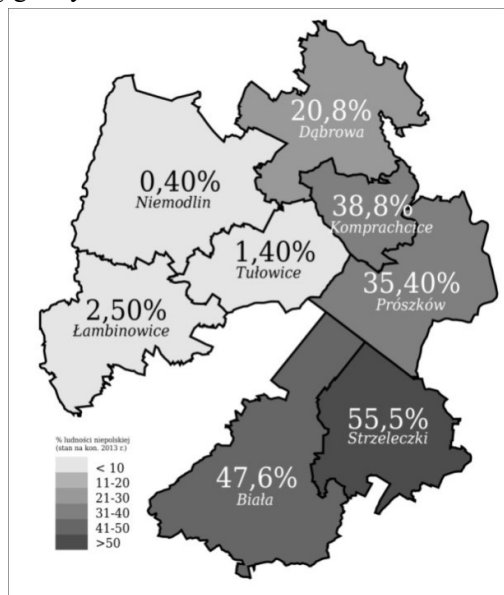 20,8%
Dąbrowa
0,40%
Niemodlin
38,8%
Komprachcice
1,40%
Tułowice
35,40%
Prószków
2,50%
Łambinowice
55,5%
Strzeleczki
47,6%
Biała
% ludności niepolskiej
(stan na kon. 2013 r.)
< 10
11-20
21-30
31-40
41-50
>50